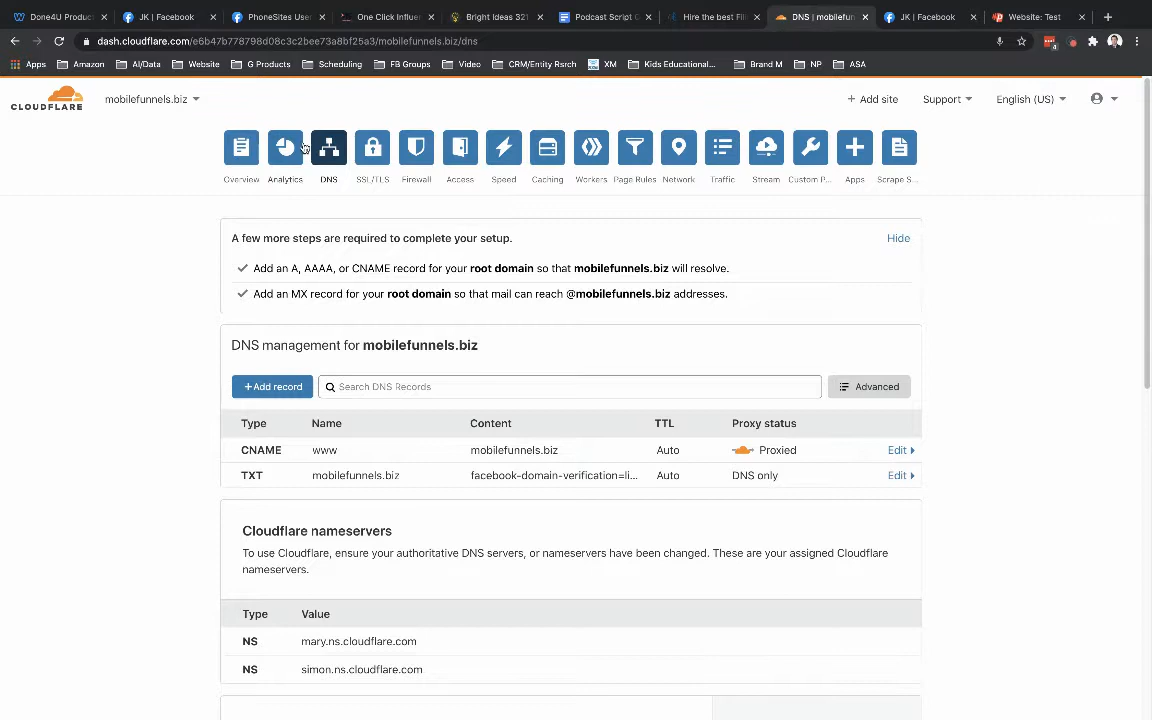 Done4U Product
JK | Facebook
PhoneSites User
One Click Influen
Bright Ideas 321
Podcast Script G
Hire the best Fil
DNS | mobilefun
JK | Facebook
Website: Test
dash.cloudflare.com/e6b47b778798d08c3c2bee73a8bf25a3/mobilefunnels.biz/dns
Apps Amazon AI/Data Website G Products Scheduling FB Groups Video CRM/Entity Rsrch XM Kids Educational... Brand M NP ASA
CLOUDFLARE
mobilefunnels.biz
+ Add site Support English (US)
Overview Analytics DNS SSL/TLS Firewall Access Speed Caching Workers Page Rules Network Traffic Stream Custom P... Apps Scrape S...
A few more steps are required to complete your setup. Hide
Add an A, AAAA, or CNAME record for your root domain so that mobilefunnels.biz will resolve.
Add an MX record for your root domain so that mail can reach @mobilefunnels.biz addresses.
DNS management for mobilefunnels.biz
+Add record Search DNS Records Advanced
Type Name Content TTL Proxy status
CNAME www mobilefunnels.biz Auto Proxied Edit
TXT mobilefunnels.biz facebook-domain-verification=li... Auto DNS only Edit
Cloudflare nameservers
To use Cloudflare, ensure your authoritative DNS servers, or nameservers have been changed. These are your assigned Cloudflare
nameservers.
Type Value
NS mary.ns.cloudflare.com
NS simon.ns.cloudflare.com